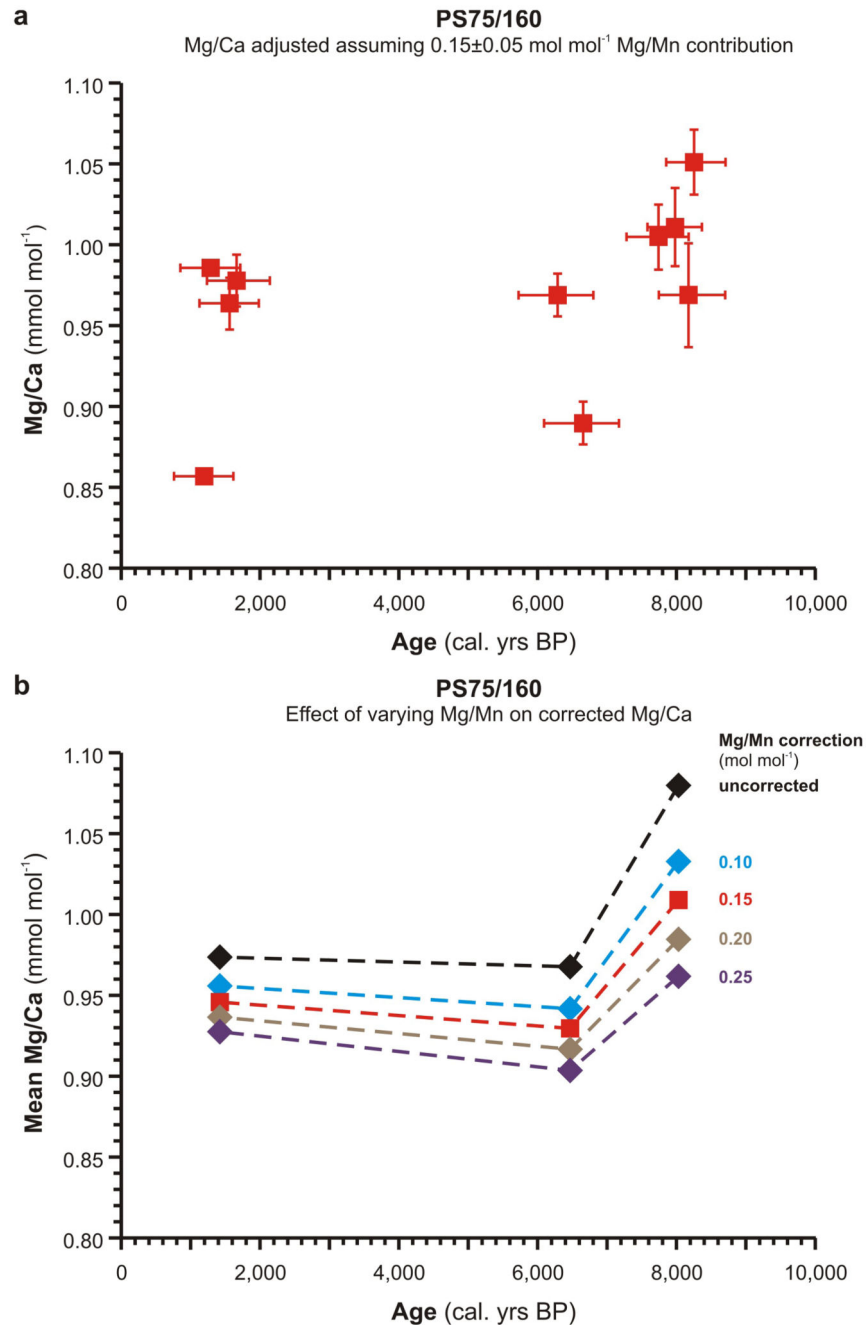 a
PS75/160
Mg/Ca adjusted assuming 0.15±0.05 mol mol⁻¹ Mg/Mn contribution
1.10
1.05
1.00
0.95
0.90
0.85
0.80
Mg/Ca (mmol mol⁻¹)
0
2,000
4,000
6,000
8,000
10,000
Age (cal. yrs BP)
b
PS75/160
Effect of varying Mg/Mn on corrected Mg/Ca
Mg/Mn correction
(mol mol⁻¹)
uncorrected
0.10
0.15
0.20
0.25
1.10
1.05
1.00
0.95
0.90
0.85
0.80
Mean Mg/Ca (mmol mol⁻¹)
0
2,000
4,000
6,000
8,000
10,000
Age (cal. yrs BP)